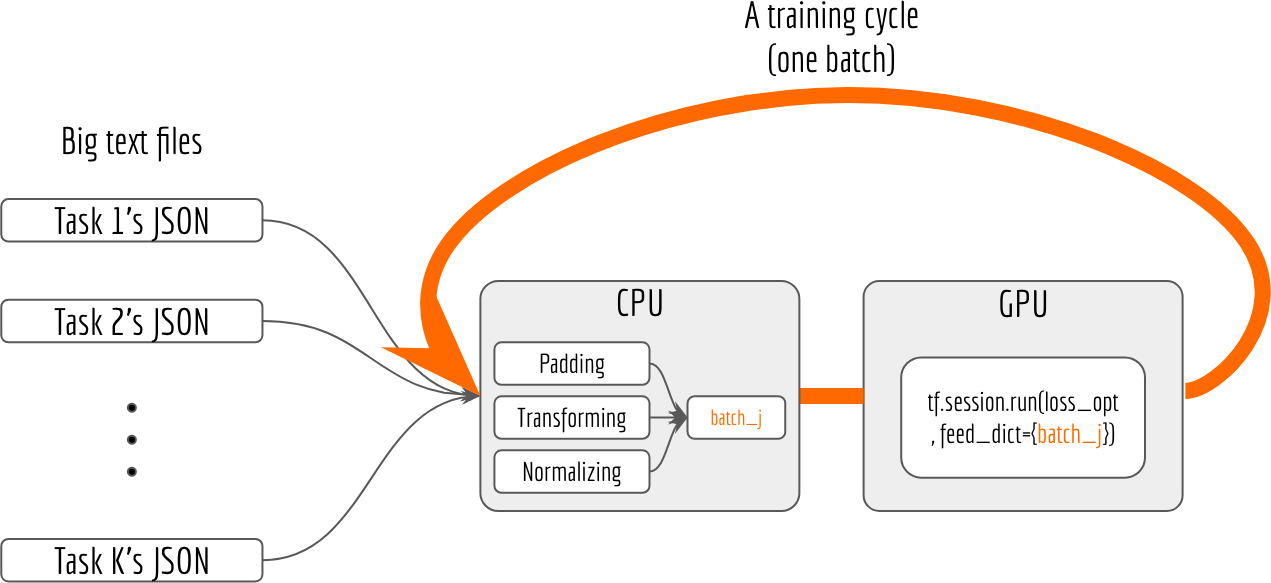 A training cycle
(one batch)
Big text files
Task 1's JSON
Task 2's JSON
Task K's JSON
CPU
Padding
Transforming
Normalizing
batch_j
GPU
tf.session.run(loss_opt
, feed_dict={batch_j})